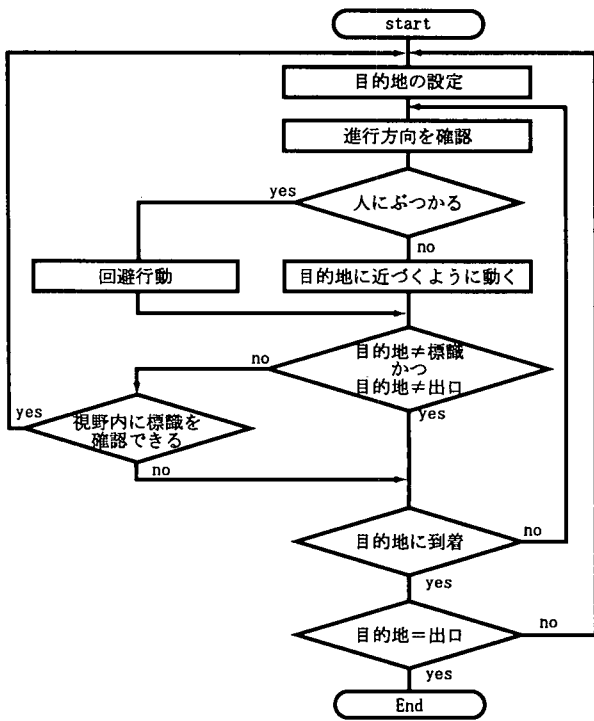 start
目的地の設定
進行方向を確認
yes
人にぶつかる
no
回避行動
目的地に近づくように動く
no
目的地≠標識
かつ
目的地≠出口
yes
yes
視野内に標識を
確認できる
no
目的地に到着
no
yes
目的地＝出口
no
yes
End